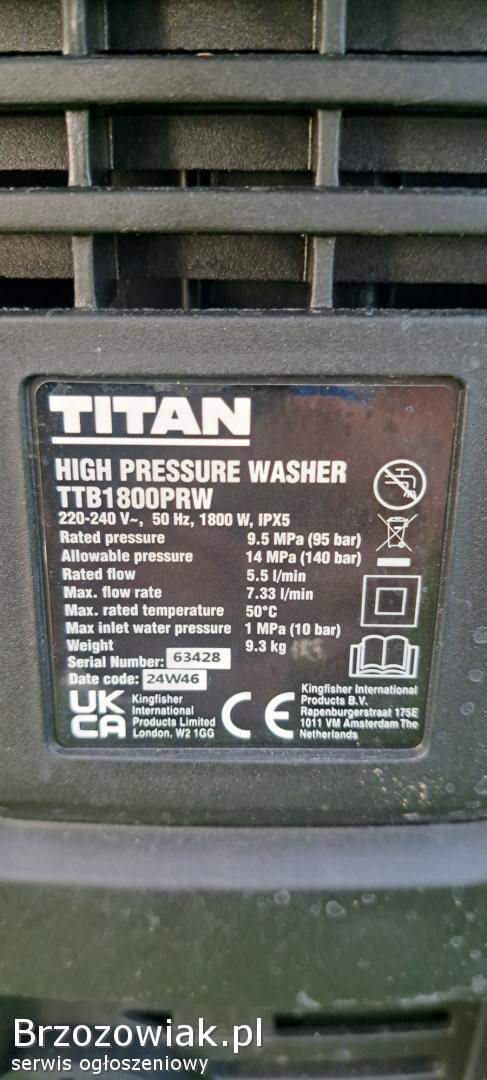 TITAN
HIGH PRESSURE WASHER
TTB1800PRW
220-240 V~, 50 Hz, 1800 W, IPX5
Rated pressure 9.5 MPa (95 bar)
Allowable pressure 14 MPa (140 bar)
Rated flow 5.5 l/min
Max. flow rate 7.33 l/min
Max. rated temperature 50°C
Max inlet water pressure 1 MPa (10 bar)
Weight 9.3 kg
Serial Number: 63428
Date code: 24W46
UK
CA
Kingfisher
International
Products Limited
London, W2 1GG
CE
Kingfisher International
Products B.V.
Rapenburgerstraat 175E
1011 VM Amsterdam The
Netherlands
Brzozowiak.pl
serwis ogłoszeniowy